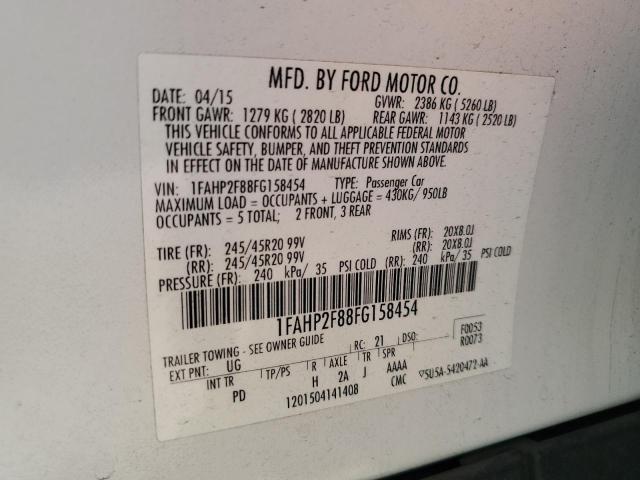 MFD. BY FORD MOTOR CO.
DATE: 04/15 GVWR: 2386 KG ( 5260 LB)
FRONT GAWR: 1279 KG ( 2820 LB) REAR GAWR: 1143 KG ( 2520 LB)
THIS VEHICLE CONFORMS TO ALL APPLICABLE FEDERAL MOTOR
VEHICLE SAFETY, BUMPER, AND THEFT PREVENTION STANDARDS
IN EFFECT ON THE DATE OF MANUFACTURE SHOWN ABOVE.
VIN: 1FAHP2F88FG158454 TYPE: Passenger Car
MAXIMUM LOAD = OCCUPANTS + LUGGAGE = 430KG/ 950LB
OCCUPANTS = 5 TOTAL; 2 FRONT, 3 REAR
TIRE (FR): 245/45R20 99V RIMS (FR): 20X8.0J
(RR): 245/45R20 99V (RR): 20X8.0J
PRESSURE (FR): 240 kPa/ 35 PSI COLD (RR): 240 kPa/ 35 PSI COLD
1FAHP2F88FG158454
F0053
TRAILER TOWING - SEE OWNER GUIDE RC: 21 DSO: R0073
EXT PNT: UG
INT TR TP/PS R AXLE TR SPR
PD H 2A J AAAA
CMC ▽5U5A-5420472-AA
1201504141408